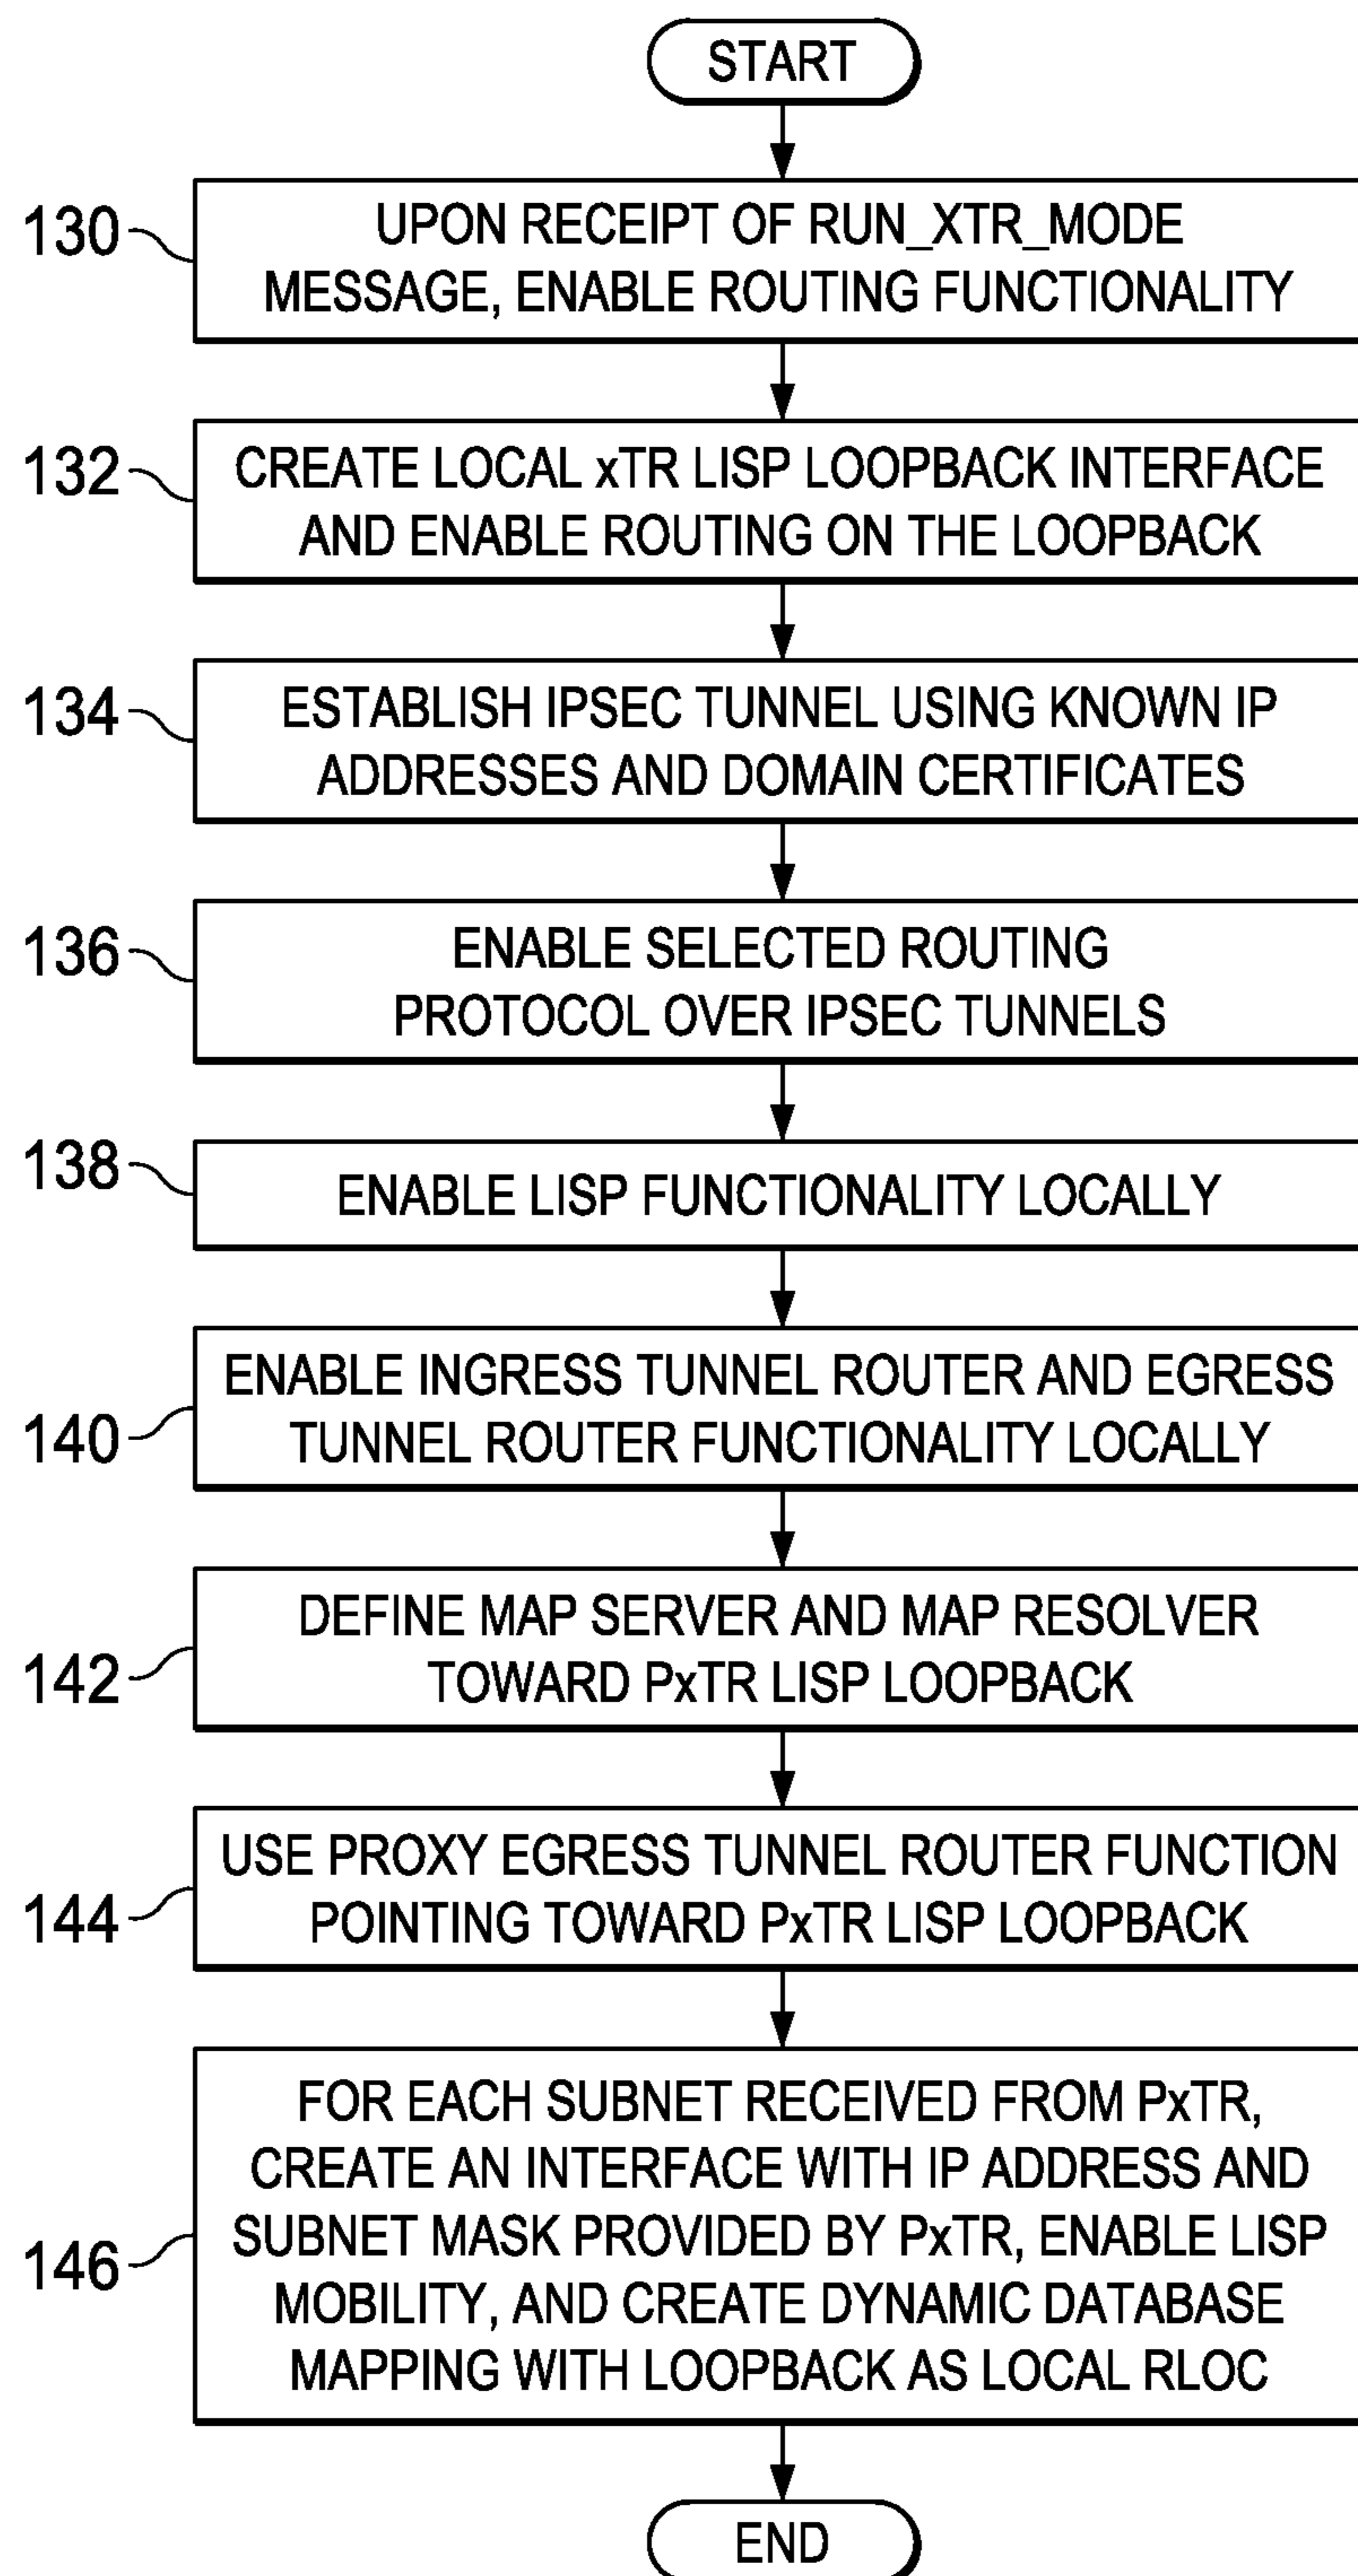 START
130
UPON RECEIPT OF RUN_XTR_MODE
MESSAGE, ENABLE ROUTING FUNCTIONALITY
132
CREATE LOCAL xTR LISP LOOPBACK INTERFACE
AND ENABLE ROUTING ON THE LOOPBACK
134
ESTABLISH IPSEC TUNNEL USING KNOWN IP
ADDRESSES AND DOMAIN CERTIFICATES
136
ENABLE SELECTED ROUTING
PROTOCOL OVER IPSEC TUNNELS
138
ENABLE LISP FUNCTIONALITY LOCALLY
140
ENABLE INGRESS TUNNEL ROUTER AND EGRESS
TUNNEL ROUTER FUNCTIONALITY LOCALLY
142
DEFINE MAP SERVER AND MAP RESOLVER
TOWARD PxTR LISP LOOPBACK
144
USE PROXY EGRESS TUNNEL ROUTER FUNCTION
POINTING TOWARD PxTR LISP LOOPBACK
146
FOR EACH SUBNET RECEIVED FROM PxTR,
CREATE AN INTERFACE WITH IP ADDRESS AND
SUBNET MASK PROVIDED BY PxTR, ENABLE LISP
MOBILITY, AND CREATE DYNAMIC DATABASE
MAPPING WITH LOOPBACK AS LOCAL RLOC
END